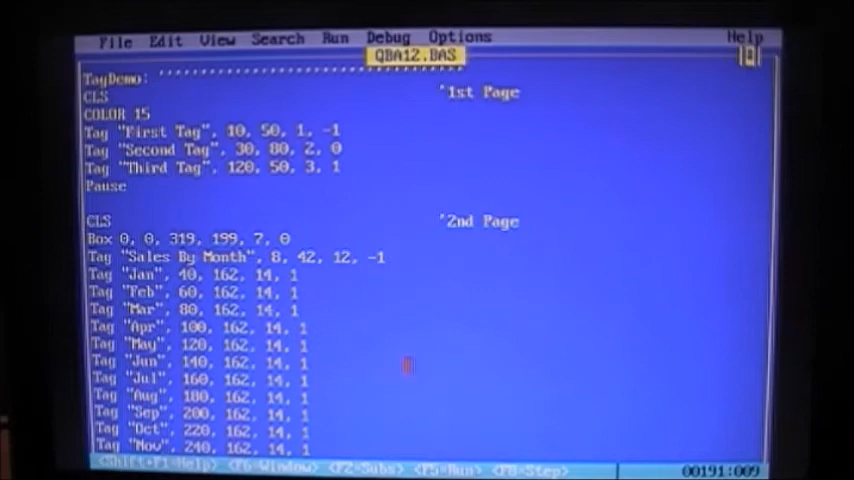 File Edit View Search Run Debug Options Help
QBA12.BAS
TagDemo: ''''''''''''''''''''''''''''''''''''''''
CLS '1st Page
COLOR 15
Tag "First Tag", 10, 50, 1, -1
Tag "Second Tag", 30, 80, 2, 0
Tag "Third Tag", 120, 50, 3, 1
Pause
CLS '2nd Page
Box 0, 0, 319, 199, 7, 0
Tag "Sales By Month", 8, 42, 12, -1
Tag "Jan", 40, 162, 14, 1
Tag "Feb", 60, 162, 14, 1
Tag "Mar", 80, 162, 14, 1
Tag "Apr", 100, 162, 14, 1
Tag "May", 120, 162, 14, 1
Tag "Jun", 140, 162, 14, 1
Tag "Jul", 160, 162, 14, 1
Tag "Aug", 180, 162, 14, 1
Tag "Sep", 200, 162, 14, 1
Tag "Oct", 220, 162, 14, 1
Tag "Nov", 240, 162, 14, 1
<Shift+F1=Help> <F6=Window> <F2=Subs> <F5=Run> <F8=Step> 00191:009